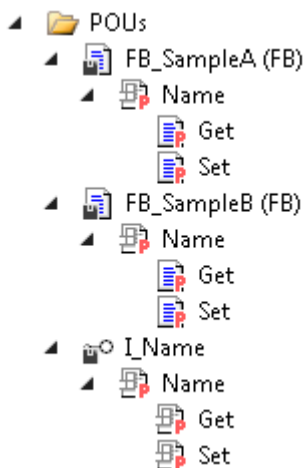 POUs
FB_SampleA (FB)
Name
Get
Set
FB_SampleB (FB)
Name
Get
Set
I_Name
Name
Get
Set